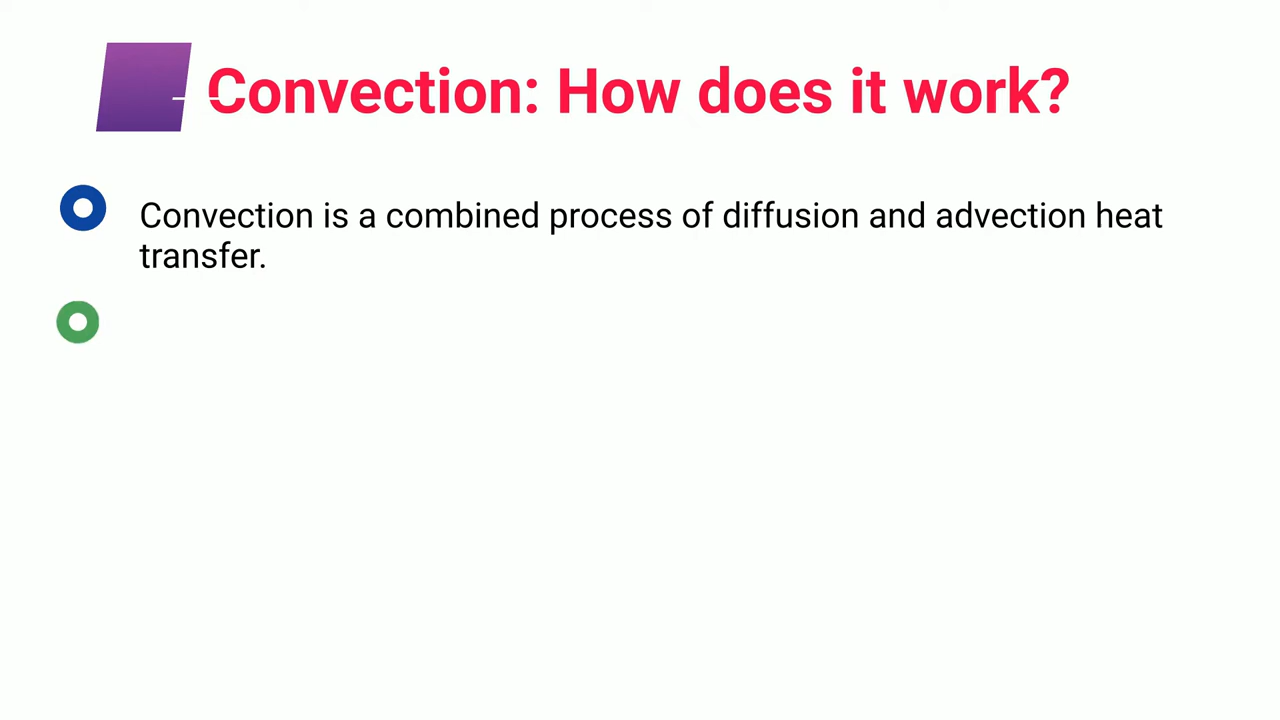 Convection: How does it work?
Convection is a combined process of diffusion and advection heat
transfer.